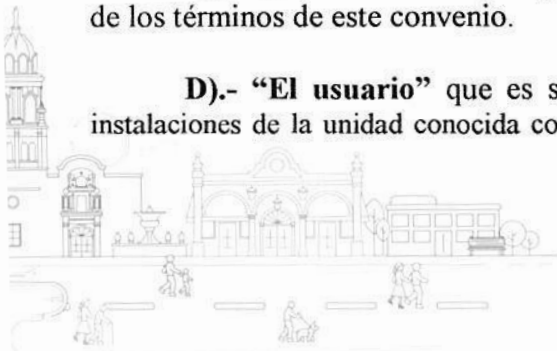 de los términos de este convenio.
D).- “El usuario” que es s
instalaciones de la unidad conocida co